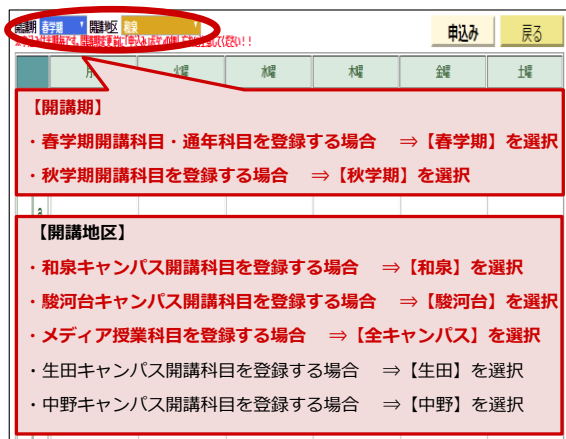 開講期 春学期 開講地区 和泉
申込み 戻る
月 火曜 水曜 木曜 金曜 土曜
【開講期】
・春学期開講科目・通年科目を登録する場合 ⇒【春学期】を選択
・秋学期開講科目を登録する場合 ⇒【秋学期】を選択
【開講地区】
・和泉キャンパス開講科目を登録する場合 ⇒【和泉】を選択
・駿河台キャンパス開講科目を登録する場合 ⇒【駿河台】を選択
・メディア授業科目を登録する場合 ⇒【全キャンパス】を選択
・生田キャンパス開講科目を登録する場合 ⇒【生田】を選択
・中野キャンパス開講科目を登録する場合 ⇒【中野】を選択